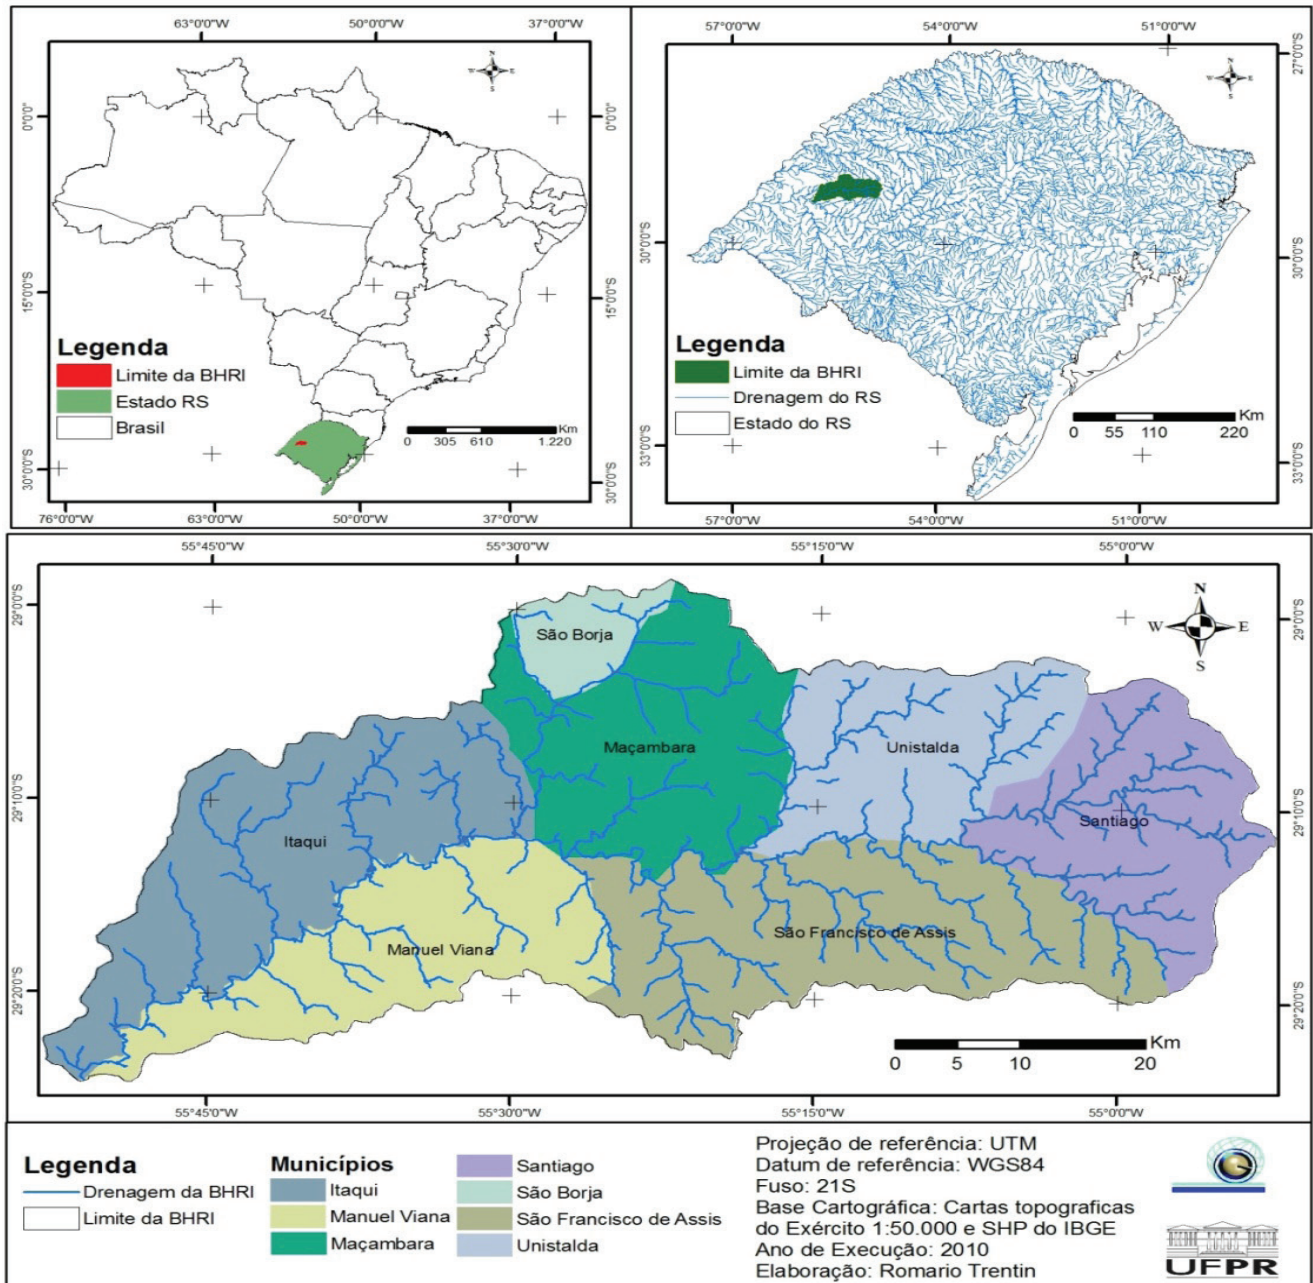 63°0'0"W 50°0'0"W 37°0'0"W
N
W E
S
0°0'0" 0°0'0"
15°0'0"S 15°0'0"S
30°0'0"S 30°0'0"S
Legenda
Limite da BHRI
Estado RS
Brasil
Km
0 305 610 1.220
76°0'0"W 63°0'0"W 50°0'0"W 37°0'0"W
57°0'0"W 54°0'0"W 51°0'0"W
27°0'0"S
N
W E
S
30°0'0"S 30°0'0"S
33°0'0"S 33°0'0"S
Legenda
Limite da BHRI
Drenagem do RS
Estado do RS
Km
0 55 110 220
57°0'0"W 54°0'0"W 51°0'0"W
55°45'0"W 55°30'0"W 55°15'0"W 55°0'0"W
29°0'0"S 29°0'0"S
N
W E
S
São Borja
Maçambara
Unistalda
29°10'0"S 29°10'0"S
Santiago
Itaqui
São Francisco de Assis
Manuel Viana
29°20'0"S 29°20'0"S
Km
0 5 10 20
55°45'0"W 55°30'0"W 55°15'0"W 55°0'0"W
Legenda
Drenagem da BHRI
Limite da BHRI
Municípios
Itaqui
Manuel Viana
Maçambara
Santiago
São Borja
São Francisco de Assis
Unistalda
Projeção de referência: UTM
Datum de referência: WGS84
Fuso: 21S
Base Cartográfica: Cartas topograficas
do Exército 1:50.000 e SHP do IBGE
Ano de Execução: 2010
Elaboração: Romario Trentin
UFPR